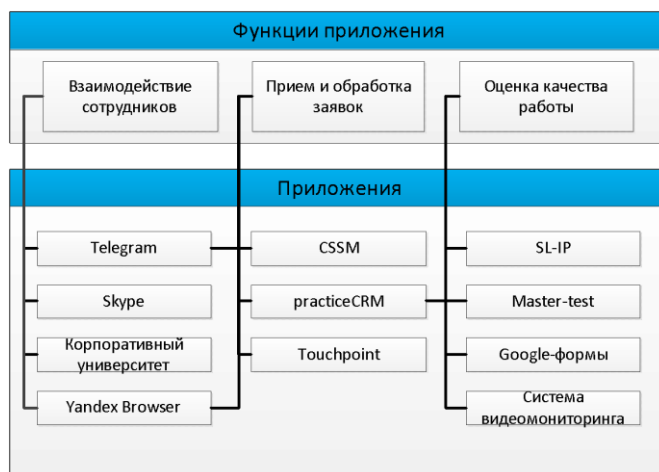 Функции приложения
Взаимодействие
сотрудников
Прием и обработка
заявок
Оценка качества
работы
Приложения
Telegram
CSSM
SL-IP
Skype
practiceCRM
Master-test
Корпоративный
университет
Touchpoint
Google-формы
Yandex Browser
Система
видеомониторинга